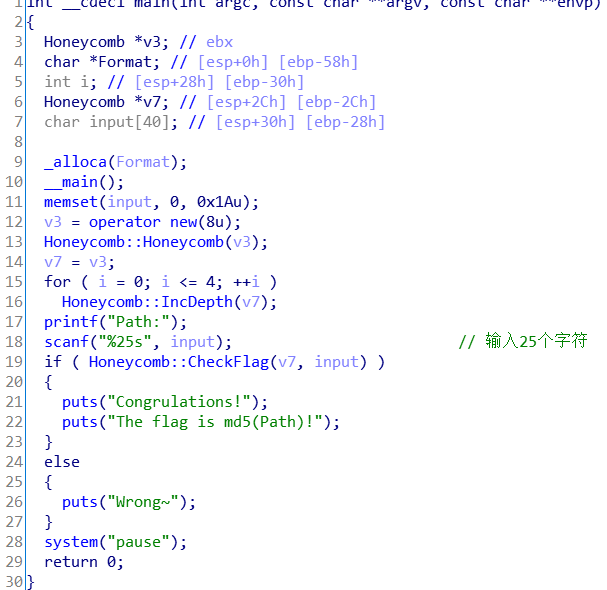 1 int __cdecl main(int argc, const char **argv, const char **envp)
2 {
3 Honeycomb *v3; // ebx
4 char *Format; // [esp+0h] [ebp-58h]
5 int i; // [esp+28h] [ebp-30h]
6 Honeycomb *v7; // [esp+2Ch] [ebp-2Ch]
7 char input[40]; // [esp+30h] [ebp-28h]
8
9 _alloca(Format);
10 __main();
11 memset(input, 0, 0x1Au);
12 v3 = operator new(8u);
13 Honeycomb::Honeycomb(v3);
14 v7 = v3;
15 for ( i = 0; i <= 4; ++i )
16 Honeycomb::IncDepth(v7);
17 printf("Path:");
18 scanf("%25s", input); // 输入25个字符
19 if ( Honeycomb::CheckFlag(v7, input) )
20 {
21 puts("Congrulations!");
22 puts("The flag is md5(Path)!");
23 }
24 else
25 {
26 puts("Wrong~");
27 }
28 system("pause");
29 return 0;
30 }